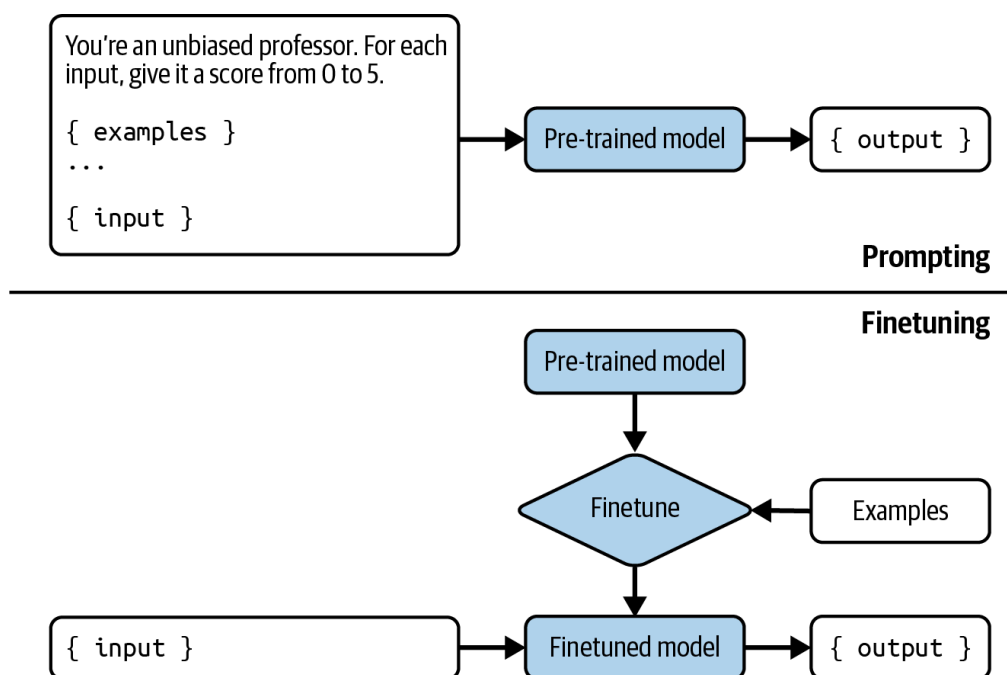 You're an unbiased professor. For each
input, give it a score from 0 to 5.
{ examples }
...
{ input }
Pre-trained model
{ output }
Prompting
Finetuning
Pre-trained model
Finetune
Examples
{ input }
Finetuned model
{ output }